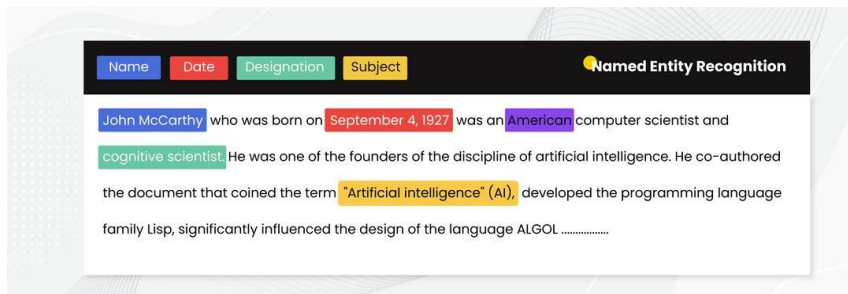 Name Date Designation Subject Named Entity Recognition
John McCarthy who was born on September 4, 1927 was an American computer scientist and
cognitive scientist. He was one of the founders of the discipline of artificial intelligence. He co-authored
the document that coined the term "Artificial intelligence" (AI), developed the programming language
family Lisp, significantly influenced the design of the language ALGOL .................